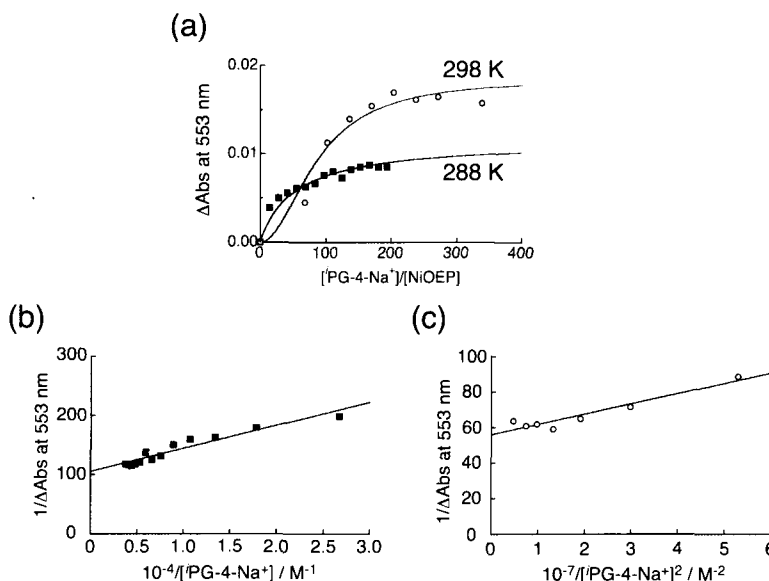 (a)
0.02
0.01
0.00
ΔAbs at 553 nm
298 K
288 K
0 100 200 300 400
[ⁱPG-4-Na⁺]/[NiOEP]
(b)
300
200
100
0
1/ΔAbs at 553 nm
0 0.5 1.0 1.5 2.0 2.5 3.0
10⁻⁴/[ⁱPG-4-Na⁺] / M⁻¹
(c)
100
80
60
40
20
0
1/ΔAbs at 553 nm
0 1 2 3 4 5 6
10⁻⁷/[ⁱPG-4-Na⁺]² / M⁻²